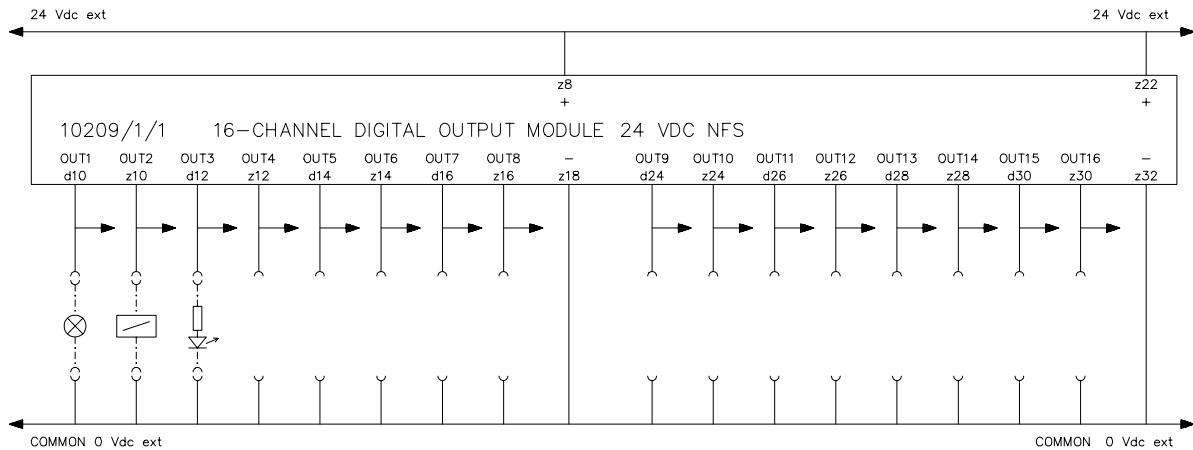 24 Vdc ext 24 Vdc ext
z8 z22
+ +
10209/1/1 16-CHANNEL DIGITAL OUTPUT MODULE 24 VDC NFS
OUT1 OUT2 OUT3 OUT4 OUT5 OUT6 OUT7 OUT8 - OUT9 OUT10 OUT11 OUT12 OUT13 OUT14 OUT15 OUT16 -
d10 z10 d12 z12 d14 z14 d16 z16 z18 d24 z24 d26 z26 d28 z28 d30 z30 z32
COMMON 0 Vdc ext COMMON 0 Vdc ext